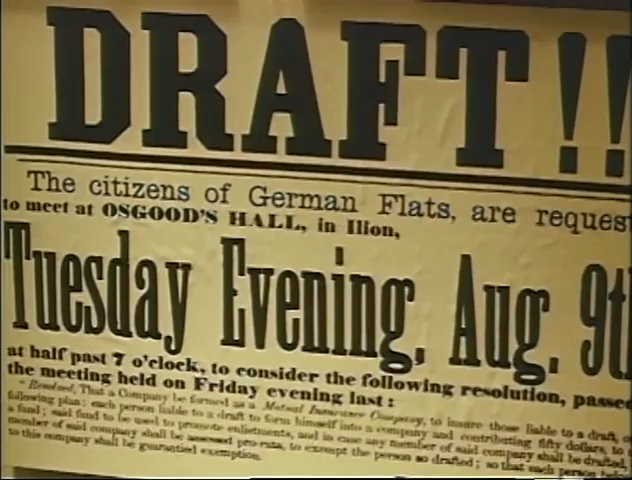 DRAFT!!
The citizens of German Flats, are reques
to meet at OSGOOD'S HALL, in Ilion,
Tuesday Evening, Aug. 9t
at half past 7 o'clock, to consider the following resolution, passe
the meeting held on Friday evening last :
" Resolved, That a Company be formed as a Mutual Insurance Company, to insure those liable to a draft, o
following plan: each person liable to a draft to form himself into a company and contributing fifty dollars, to
a fund; said fund to be used to promote enlistments, and in case any member of said company shall be drafted,
member of said company shall be assessed pro-rata, to exempt the person so drafted; so that each person
to this company shall be guarantied exemption.